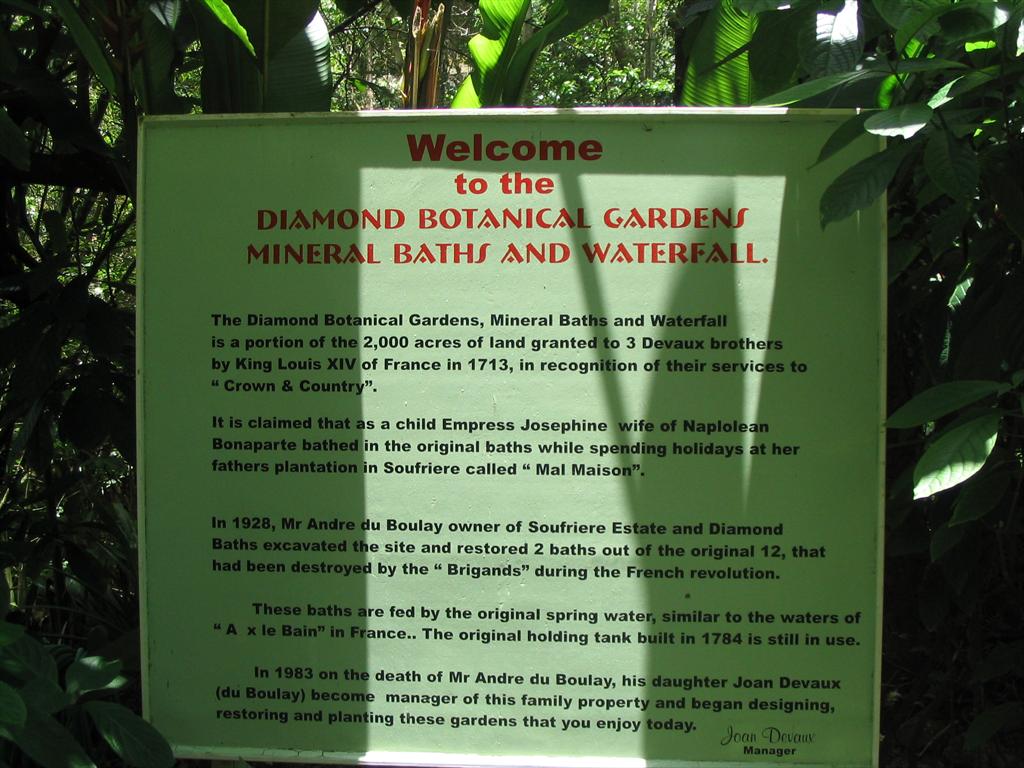 Welcome
to the
DIAMOND BOTANICAL GARDENS
MINERAL BATHS AND WATERFALL.
The Diamond Botanical Gardens, Mineral Baths and Waterfall
is a portion of the 2,000 acres of land granted to 3 Devaux brothers
by King Louis XIV of France in 1713, in recognition of their services to
“ Crown & Country”.
It is claimed that as a child Empress Josephine wife of Naplolean
Bonaparte bathed in the original baths while spending holidays at her
fathers plantation in Soufriere called “ Mal Maison”.
In 1928, Mr Andre du Boulay owner of Soufriere Estate and Diamond
Baths excavated the site and restored 2 baths out of the original 12, that
had been destroyed by the “ Brigands” during the French revolution.
These baths are fed by the original spring water, similar to the waters of
“ A x le Bain” in France.. The original holding tank built in 1784 is still in use.
In 1983 on the death of Mr Andre du Boulay, his daughter Joan Devaux
(du Boulay) become manager of this family property and began designing,
restoring and planting these gardens that you enjoy today.
Joan Devaux
Manager